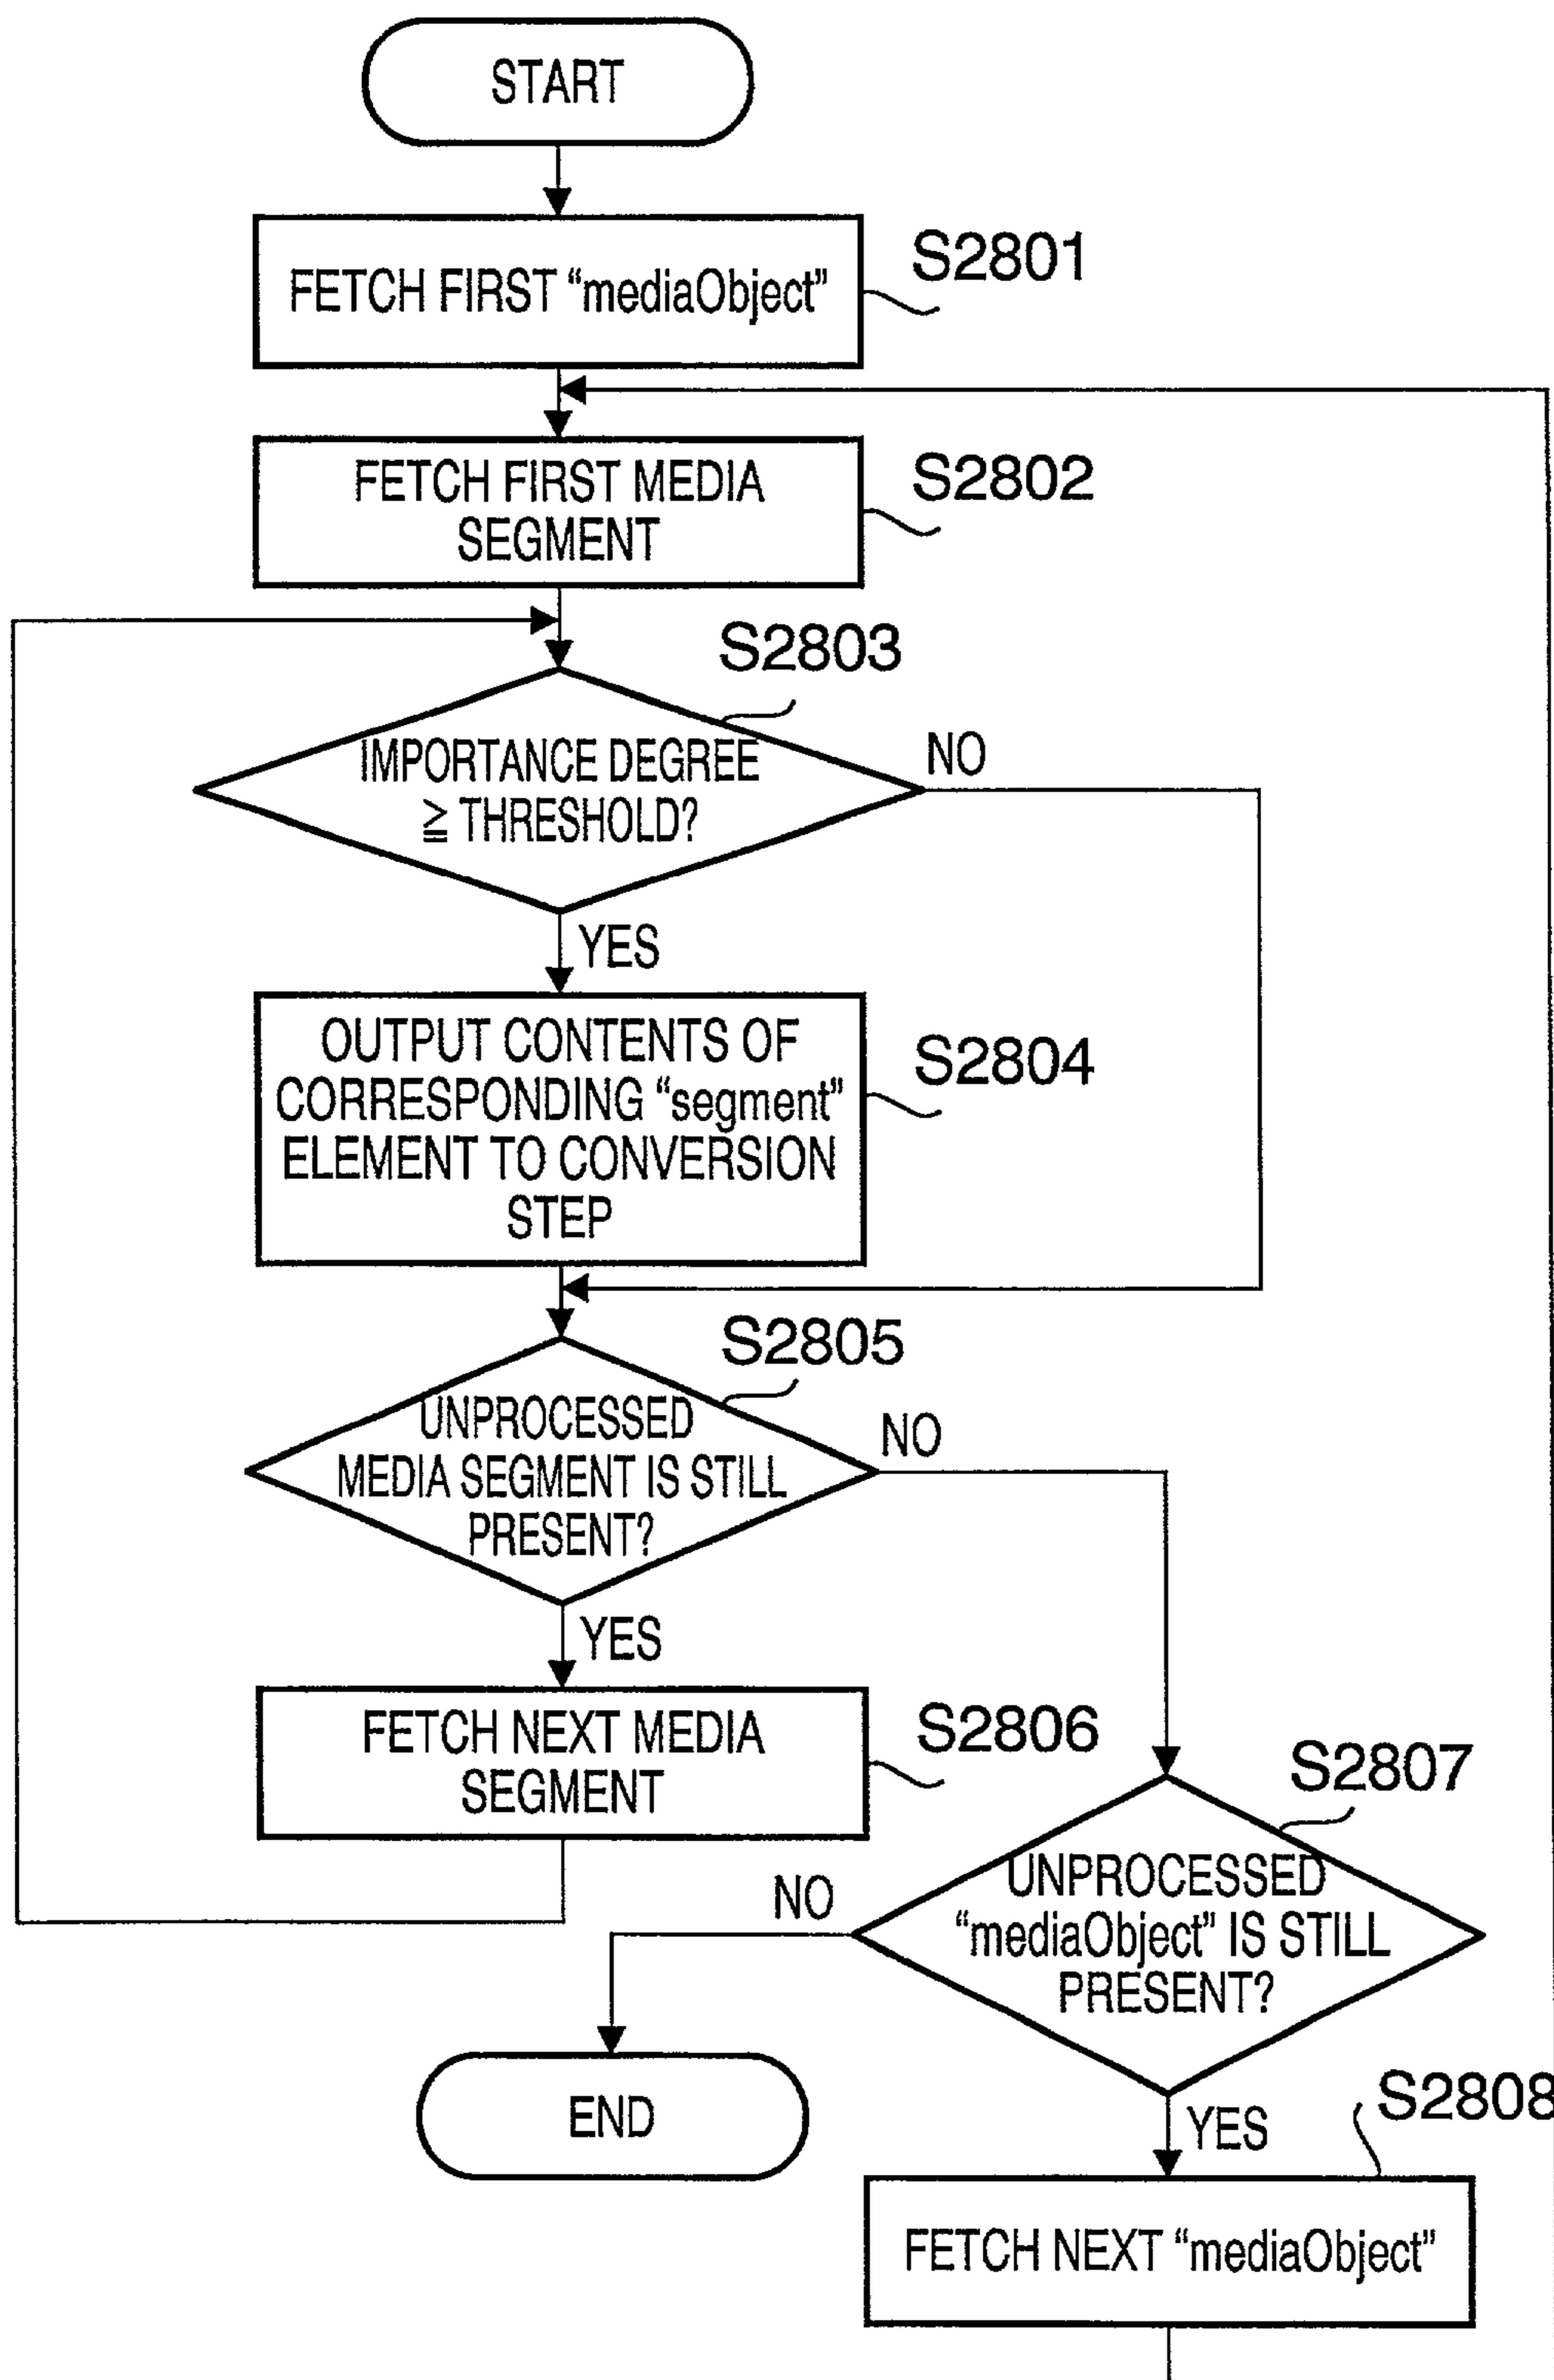 START
FETCH FIRST “mediaObject”
S2801
FETCH FIRST MEDIA
SEGMENT
S2802
S2803
IMPORTANCE DEGREE
≧ THRESHOLD?
NO
YES
OUTPUT CONTENTS OF
CORRESPONDING “segment”
ELEMENT TO CONVERSION
STEP
S2804
S2805
UNPROCESSED
MEDIA SEGMENT IS STILL
PRESENT?
NO
YES
FETCH NEXT MEDIA
SEGMENT
S2806
S2807
UNPROCESSED
“mediaObject” IS STILL
PRESENT?
NO
END
YES
S2808
FETCH NEXT “mediaObject”